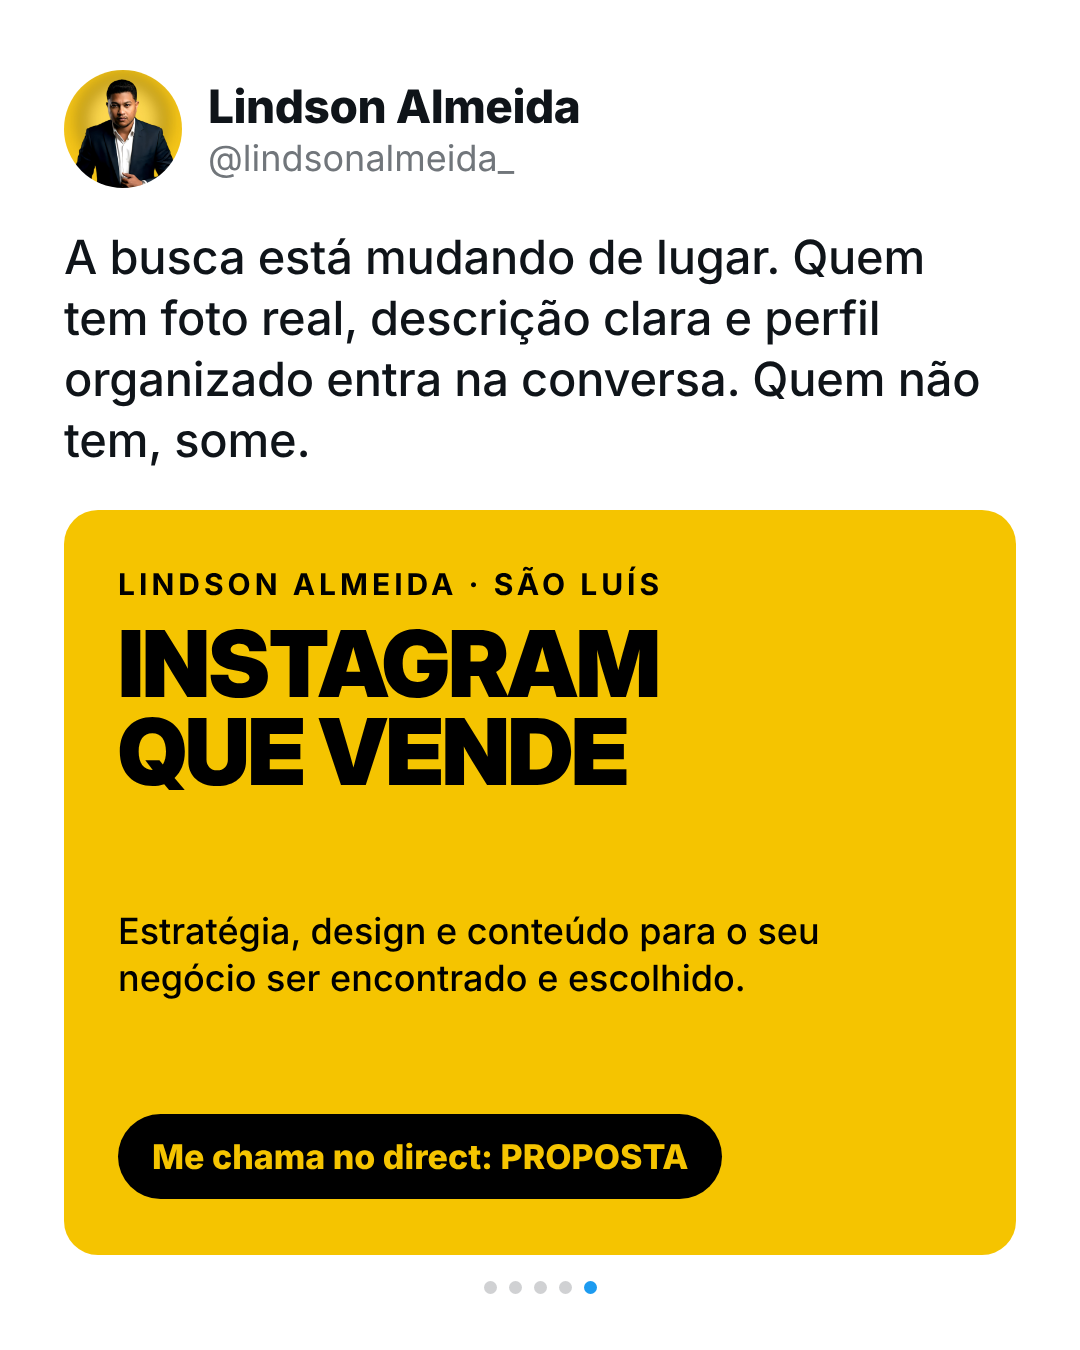 Lindson Almeida
@lindsonalmeida_
A busca está mudando de lugar. Quem
tem foto real, descrição clara e perfil
organizado entra na conversa. Quem não
tem, some.
LINDSON ALMEIDA · SÃO LUÍS
INSTAGRAM
QUE VENDE
Estratégia, design e conteúdo para o seu
negócio ser encontrado e escolhido.
Me chama no direct: PROPOSTA